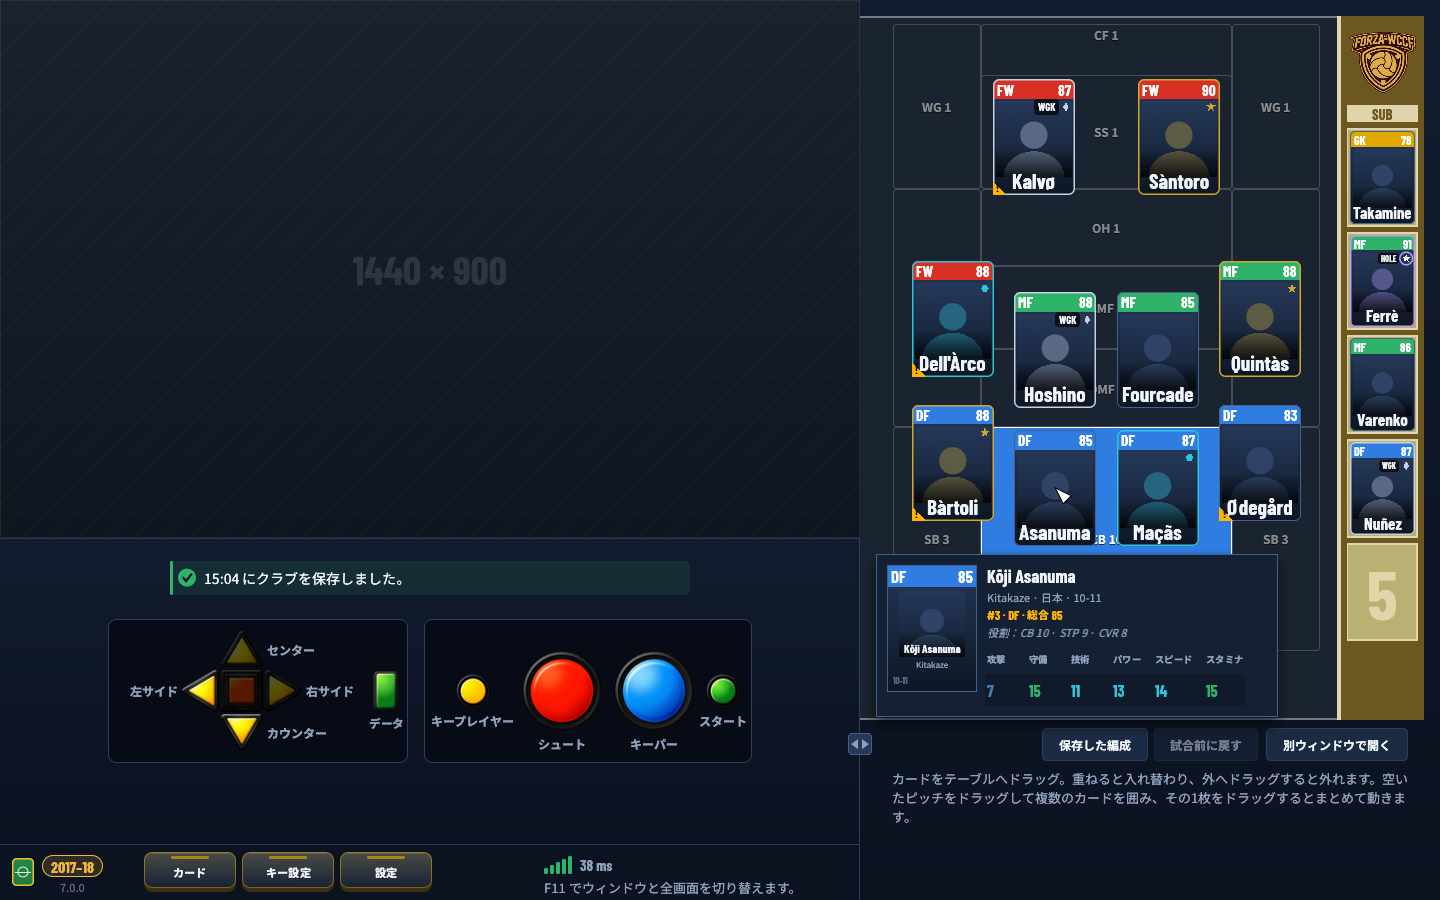 1440 × 900
15:04 にクラブを保存しました。
センター
左サイド
右サイド
カウンター
データ
キープレイヤー
シュート
キーパー
スタート
2017-18
7.0.0
カード
キー設定
設定
38 ms
F11 でウィンドウと全画面を切り替えます。
CF 1
WG 1
WG 1
SS 1
OH 1
FW 87
WGK
Kalvø
FW 90
Sàntoro
FW 88
Dell'Àrco
MF 88
WGK
Hoshino
MF
MF 85
Fourcade
MF
MF 88
Quintàs
DF 88
Bàrtoli
DF 85
Asanuma
DF 87
Maçãs
DF 83
Ødegård
SB 3
SB 3
DF 85
Kōji Asanuma
Kitakaze
10-11
Kōji Asanuma
Kitakaze · 日本 · 10-11
#3 · DF · 総合 85
役割：CB 10 · STP 9 · CVR 8
攻撃 守備 技術 パワー スピード スタミナ
7 15 11 13 14 15
FORZA-WCCF
SUB
GK 78
Takamine
MF 91
HOLE
Ferrè
MF 86
Varenko
DF 87
WGK
Nuñez
5
保存した編成
試合前に戻す
別ウィンドウで開く
カードをテーブルへドラッグ。重ねると入れ替わり、外へドラッグすると外れます。空い
たピッチをドラッグして複数のカードを囲み、その1枚をドラッグするとまとめて動きま
す。